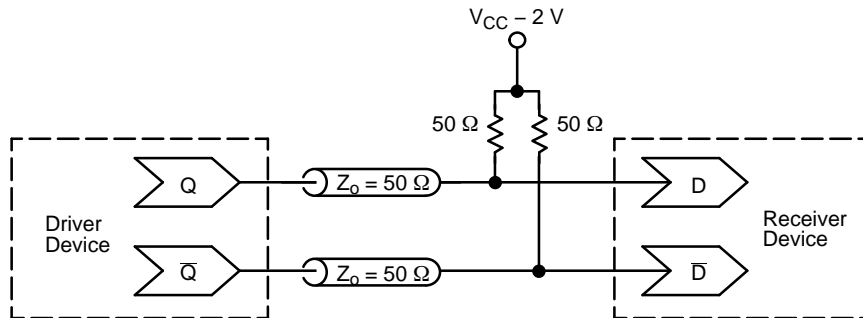 V_CC – 2 V
50 Ω
50 Ω
Q
Z_o = 50 Ω
D
Driver
Device
Receiver
Device
Q̅
Z_o = 50 Ω
D̅